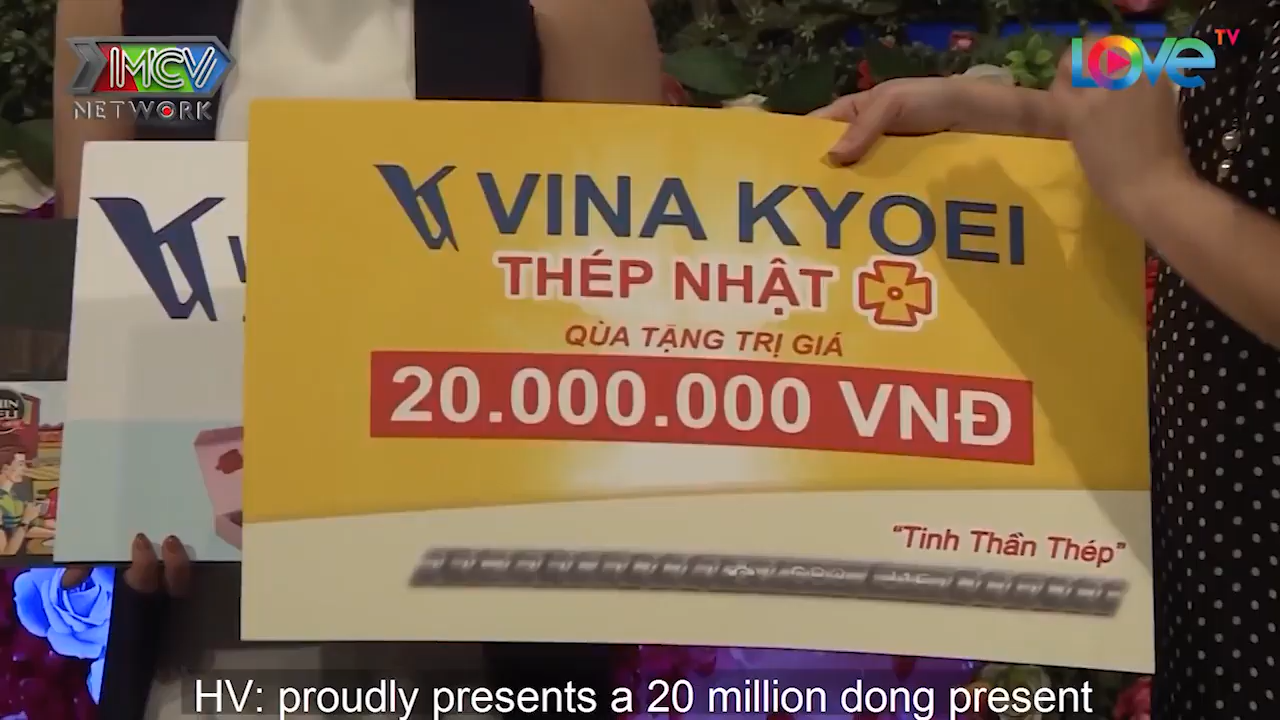 MCV
NETWORK
LOVE TV
VINA KYOEI
THÉP NHẬT
QÙA TẶNG TRỊ GIÁ
20.000.000 VNĐ
"Tinh Thần Thép"
HV: proudly presents a 20 million dong present